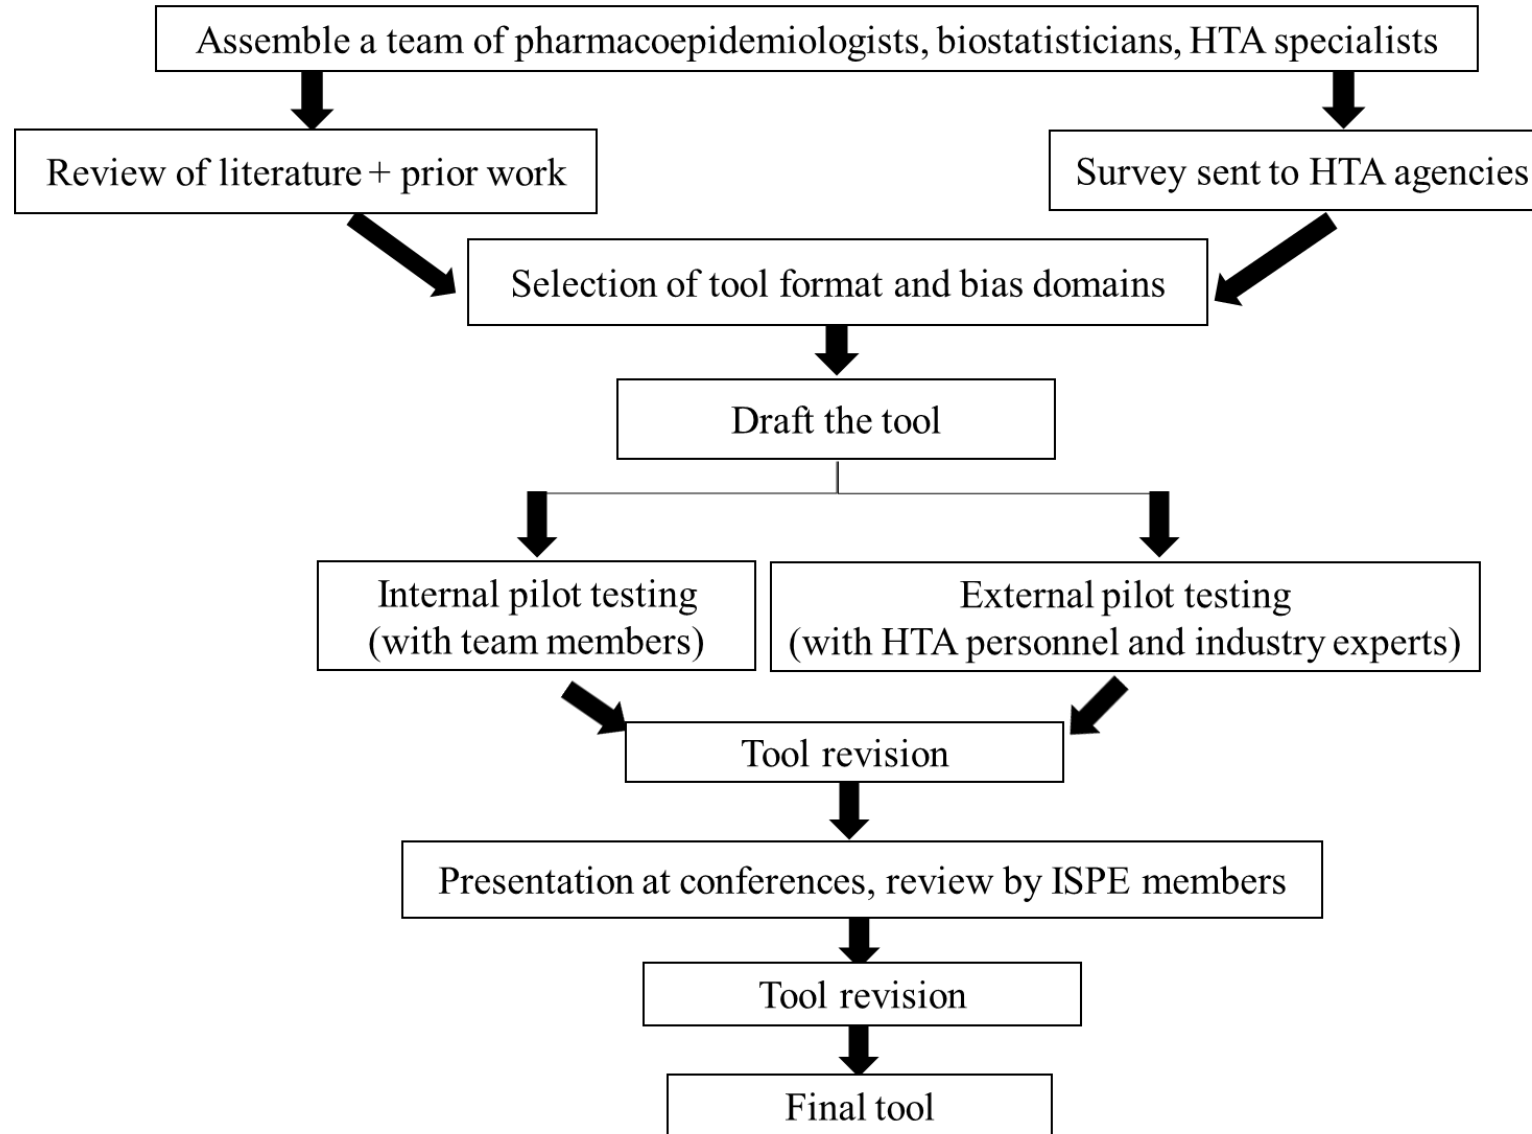 Assemble a team of pharmacoepidemiologists, biostatisticians, HTA specialists
Review of literature + prior work
Survey sent to HTA agencies
Selection of tool format and bias domains
Draft the tool
Internal pilot testing
(with team members)
External pilot testing
(with HTA personnel and industry experts)
Tool revision
Presentation at conferences, review by ISPE members
Tool revision
Final tool